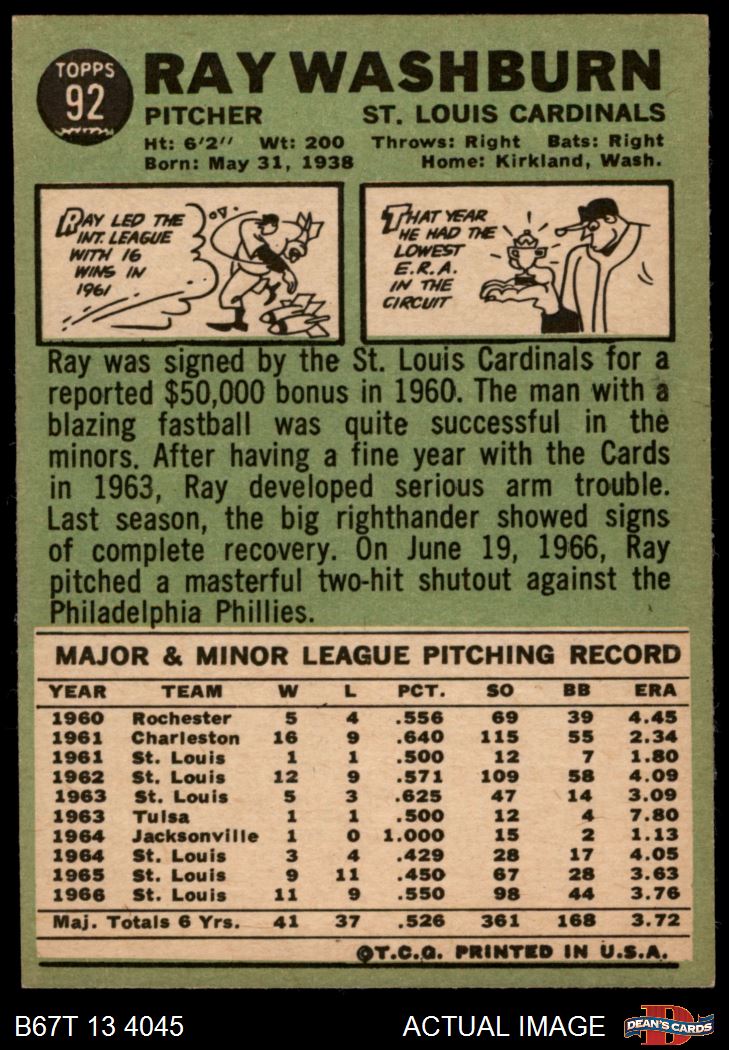 TOPPS
92
RAY WASHBURN
PITCHER ST. LOUIS CARDINALS
Ht: 6'2" Wt: 200 Throws: Right Bats: Right
Born: May 31, 1938 Home: Kirkland, Wash.
RAY LED THE
INT. LEAGUE
WITH 16
WINS IN
1961
THAT YEAR
HE HAD THE
LOWEST
E.R.A.
IN THE
CIRCUIT
Ray was signed by the St. Louis Cardinals for a
reported $50,000 bonus in 1960. The man with a
blazing fastball was quite successful in the
minors. After having a fine year with the Cards
in 1963, Ray developed serious arm trouble.
Last season, the big righthander showed signs
of complete recovery. On June 19, 1966, Ray
pitched a masterful two-hit shutout against the
Philadelphia Phillies.
MAJOR & MINOR LEAGUE PITCHING RECORD
YEAR TEAM W L PCT. SO BB ERA
1960 Rochester 5 4 .556 69 39 4.45
1961 Charleston 16 9 .640 115 55 2.34
1961 St. Louis 1 1 .500 12 7 1.80
1962 St. Louis 12 9 .571 109 58 4.09
1963 St. Louis 5 3 .625 47 14 3.09
1963 Tulsa 1 1 .500 12 4 7.80
1964 Jacksonville 1 0 1.000 15 2 1.13
1964 St. Louis 3 4 .429 28 17 4.05
1965 St. Louis 9 11 .450 67 28 3.63
1966 St. Louis 11 9 .550 98 44 3.76
Maj. Totals 6 Yrs. 41 37 .526 361 168 3.72
©T.C.G. PRINTED IN U.S.A.
B67T 13 4045 ACTUAL IMAGE
DEAN'S CARDS